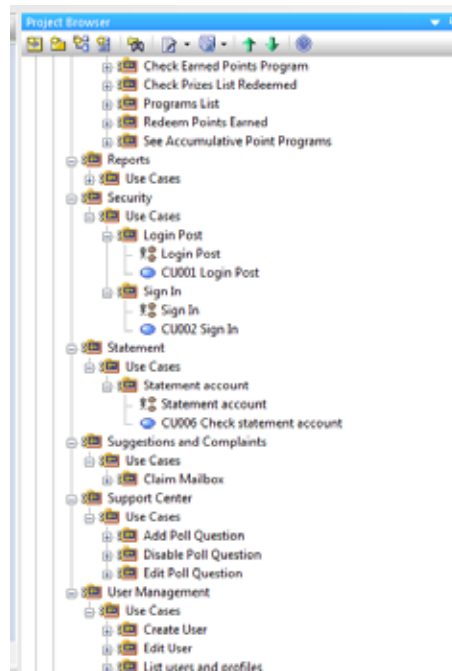 Project Browser
Check Earned Points Program
Check Prizes List Redeemed
Programs List
Redeem Points Earned
See Accumulative Point Programs
Reports
Use Cases
Security
Use Cases
Login Post
Login Post
CU001 Login Post
Sign In
Sign In
CU002 Sign In
Statement
Use Cases
Statement account
Statement account
CU006 Check statement account
Suggestions and Complaints
Use Cases
Claim Mailbox
Support Center
Use Cases
Add Poll Question
Disable Poll Question
Edit Poll Question
User Management
Use Cases
Create User
Edit User
List users and profiles